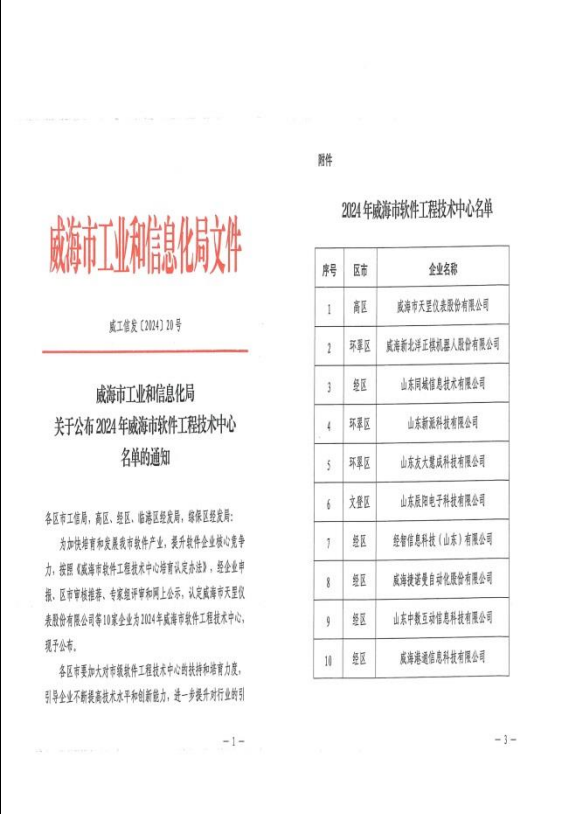 威海市工业和信息化局文件
威工信发〔2024〕20号
威海市工业和信息化局
关于公布2024年威海市软件工程技术中心
名单的通知
各区市工信局，高区、经区、临港区经发局，综保区经发局：
为加快培育和发展我市软件产业，提升软件企业核心竞争
力，按照《威海市软件工程技术中心培育认定办法》，经企业申
报、区市审核推荐、专家组评审和网上公示，认定威海市天罡仪
表股份有限公司等10家企业为2024年威海市软件工程技术中心，
现予公布。
各区市要加大对市级软件工程技术中心的扶持和培育力度，
引导企业不断提高技术水平和创新能力，进一步提升对行业的引
—1—
附件
2024年威海市软件工程技术中心名单
序号 区市 企业名称
1 高区 威海市天罡仪表股份有限公司
2 环翠区 威海新北洋正棋机器人股份有限公司
3 经区 山东同城信息技术有限公司
4 环翠区 山东新派科技有限公司
5 环翠区 山东友大慧成科技有限公司
6 文登区 山东辰阳电子科技有限公司
7 经区 经智信息科技（山东）有限公司
8 经区 威海捷诺曼自动化股份有限公司
9 经区 山东中数互动信息科技有限公司
10 经区 威海港通信息科技有限公司
—3—